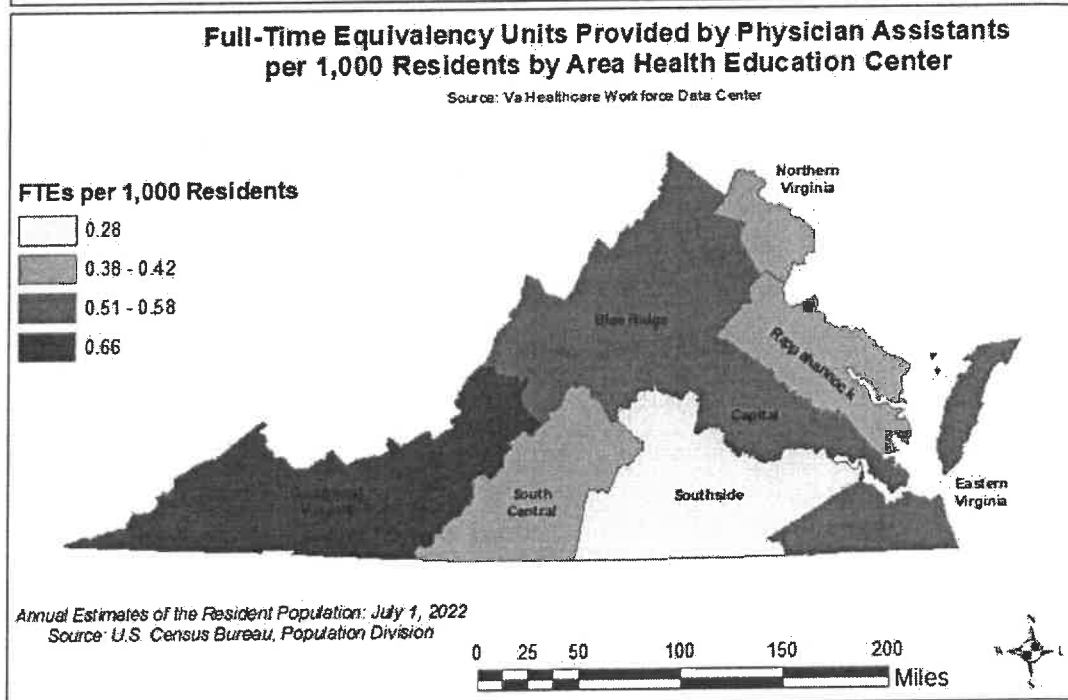 Full-Time Equivalency Units Provided by Physician Assistants
per 1,000 Residents by Area Health Education Center
Source: Va Healthcare Workforce Data Center
FTEs per 1,000 Residents
0.28
0.38 - 0.42
0.51 - 0.58
0.66
Northern
Virginia
Blue Ridge
Rappahannock
Capital
Eastern
Virginia
South
Central
Southside
Annual Estimates of the Resident Population: July 1, 2022
Source: U.S. Census Bureau, Population Division
0 25 50 100 150 200
Miles
N
W
S